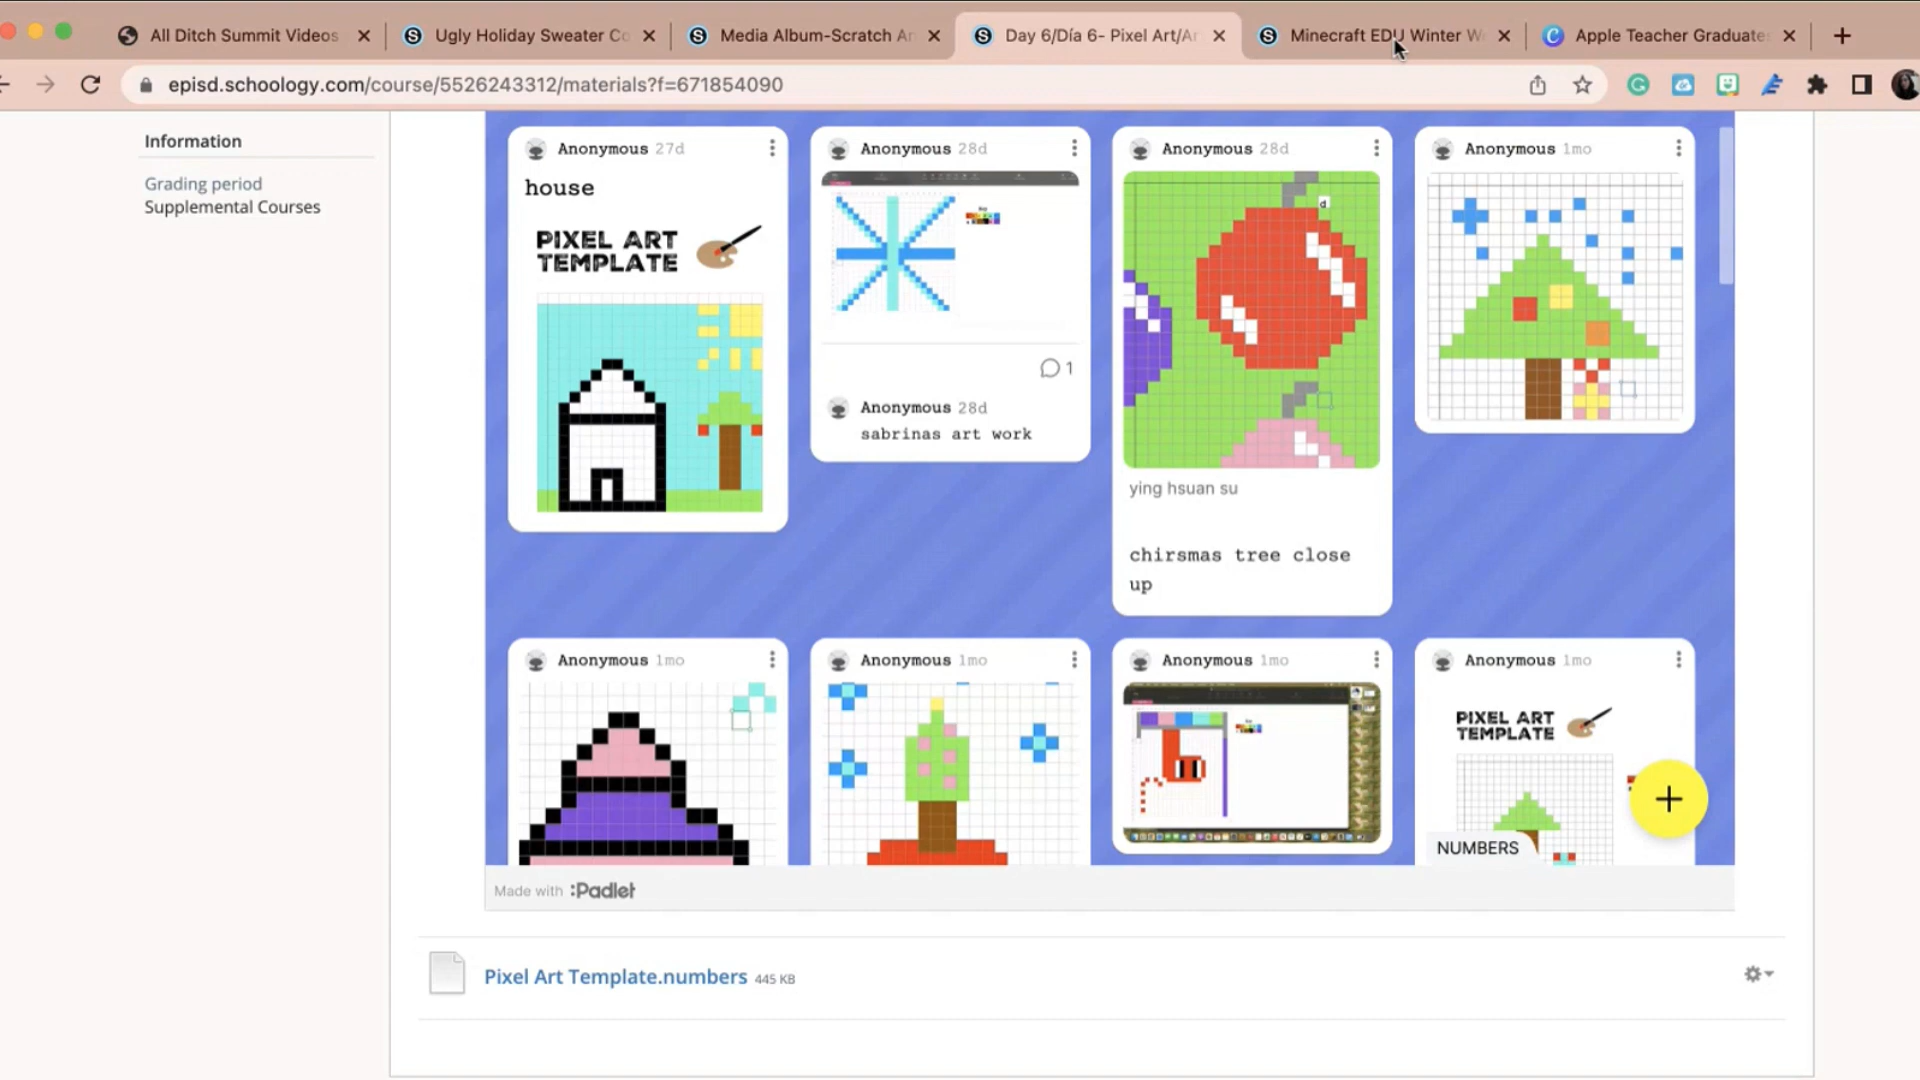 All Ditch Summit Videos
Ugly Holiday Sweater Co
Media Album-Scratch Ar
Day 6/Día 6- Pixel Art/Ar
Minecraft EDU Winter W
Apple Teacher Graduate
episd.schoology.com/course/5526243312/materials?f=671854090
Information
Grading period
Supplemental Courses
Anonymous 27d
house
PIXEL ART
TEMPLATE
Anonymous 28d
1
Anonymous 28d
sabrinas art work
Anonymous 28d
d
ying hsuan su
chirsmas tree close
up
Anonymous 1mo
Anonymous 1mo
Anonymous 1mo
Anonymous 1mo
Anonymous 1mo
PIXEL ART
TEMPLATE
NUMBERS
Made with :Padlet
Pixel Art Template.numbers 445 KB